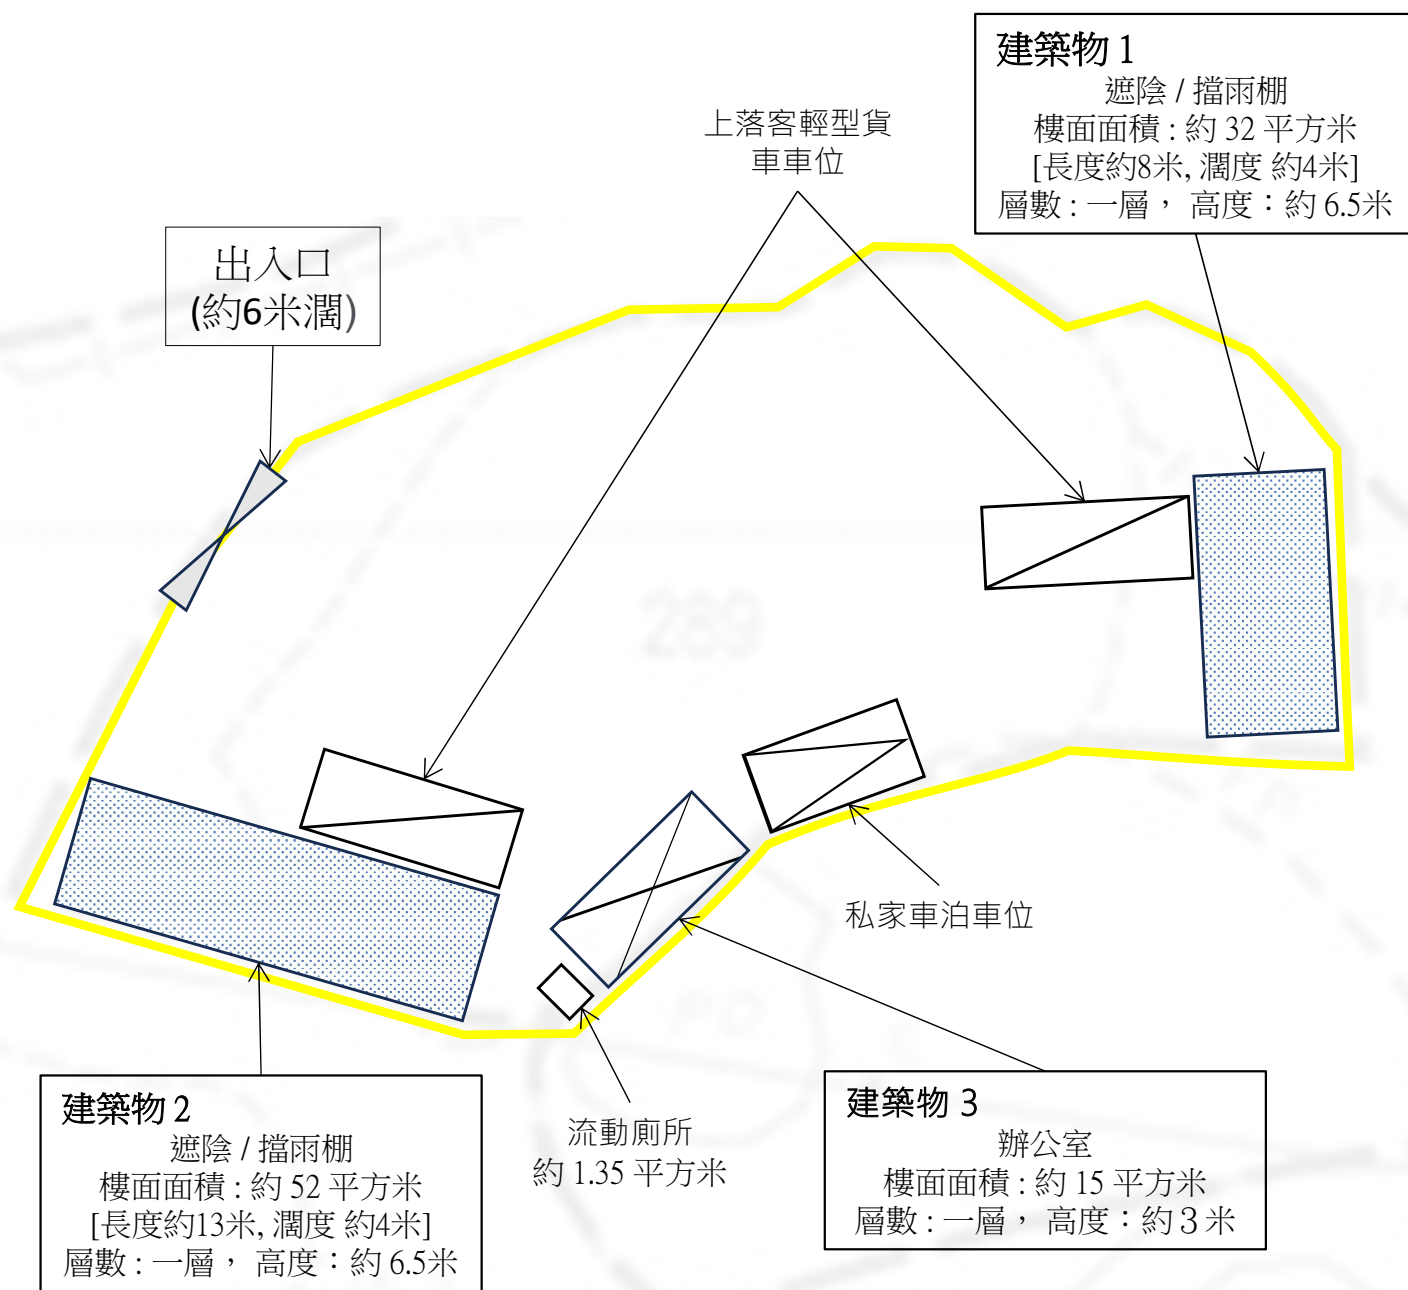 建築物 1
遮陰 / 擋雨棚
樓面面積 : 約 32 平方米
[長度約8米, 濶度 約4米]
層數 : 一層， 高度：約 6.5米
上落客輕型貨
車車位
出入口
(約6米濶)
289
私家車泊車位
PO
建築物 2
遮陰 / 擋雨棚
樓面面積 : 約 52 平方米
[長度約13米, 濶度 約4米]
層數 : 一層， 高度：約 6.5米
流動廁所
約 1.35 平方米
建築物 3
辦公室
樓面面積 : 約 15 平方米
層數 : 一層， 高度：約３米